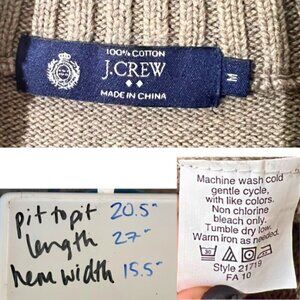 100% COTTON
J.CREW
MADE IN CHINA
M
pit to pit 20.5"
length 27"
hem width 15.5"
Machine wash cold
gentle cycle,
with like colors.
Non chlorine
bleach only.
Tumble dry low.
Warm iron as needed.
Style 21719
FA 10